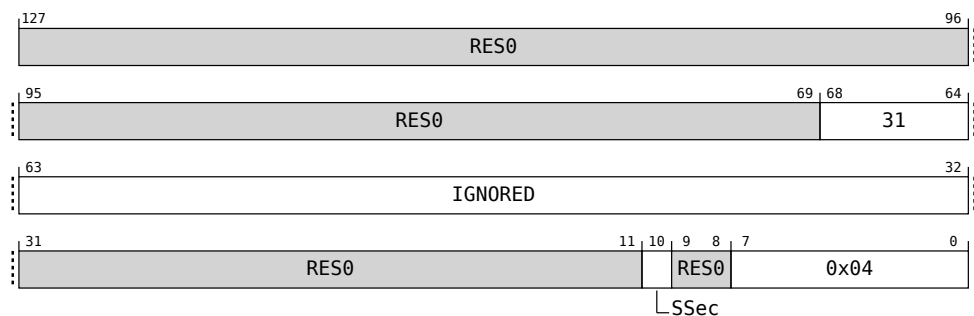 127 96
RES0
95 69 68 64
RES0 31
63 32
IGNORED
31 11 10 9 8 7 0
RES0 RES0 0x04
SSec